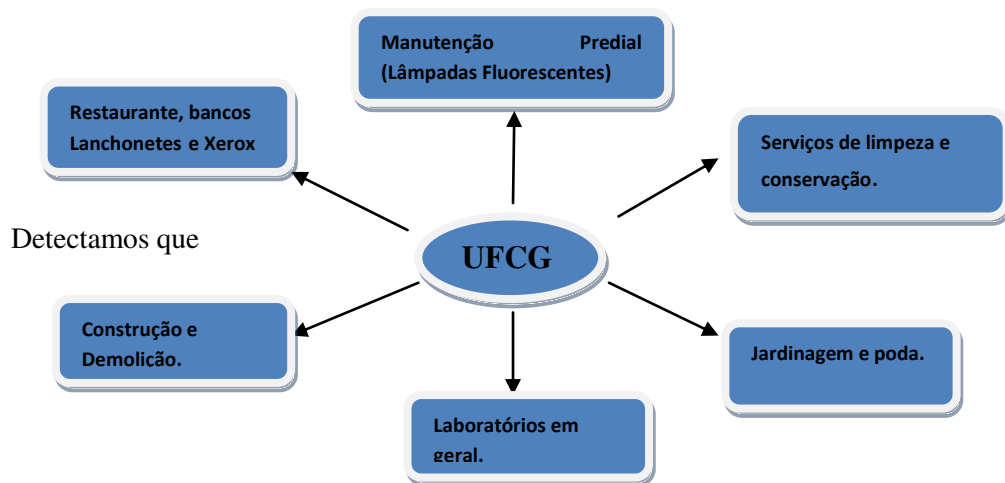 Manutenção Predial
(Lâmpadas Fluorescentes)
Restaurante, bancos
Lanchonetes e Xerox
Serviços de limpeza e
conservação.
Detectamos que
UFCG
Construção e
Demolição.
Jardinagem e poda.
Laboratórios em
geral.